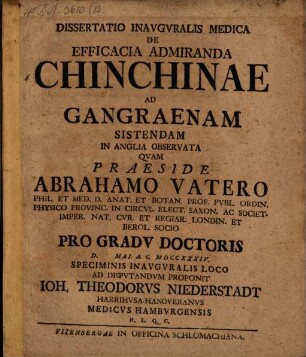 DISSERTATIO INAVGVRALIS MEDICA
DE
EFFICACIA ADMIRANDA
CHINCHINAE
AD
GANGRAENAM
SISTENDAM
IN ANGLIA OBSERVATA
QVAM
PRAESIDE
ABRAHAMO VATERO
PHIL. ET MED. D. ANAT. ET BOTAN. PROF. PVBL. ORDIN.
PHYSICO PROVINC. IN CIRCVL. ELECT. SAXON. AC SOCIET.
IMPER. NAT. CVR. ET REGIAR. LONDIN. ET
BEROL. SOCIO
PRO GRADV DOCTORIS
D. MAI. A. C. MDCCXXXIV.
SPECIMINIS INAVGVRALIS LOCO
AD DISPVTANDVM PROPONIT
IOH. THEODORVS NIEDERSTADT
HARRIHVSA-HANOVERANVS
MEDICVS HAMBVRGENSIS
H. L. Q. C.
VITEMBERGAE IN OFFICINA SCHLOMACHIANA.